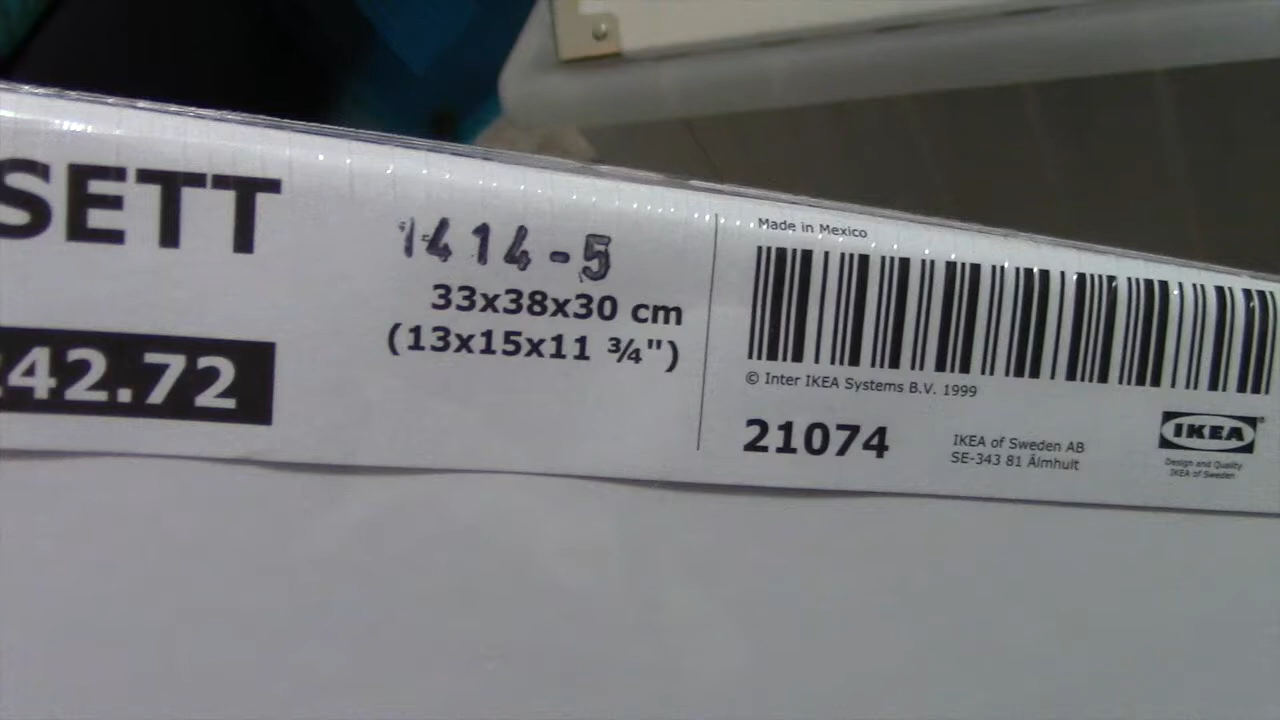 SETT
42.72
1414-5
33x38x30 cm
(13x15x11 ¾")
Made in Mexico
© Inter IKEA Systems B.V. 1999
21074
IKEA of Sweden AB
SE-343 81 Älmhult
IKEA
Design and Quality
IKEA of Sweden